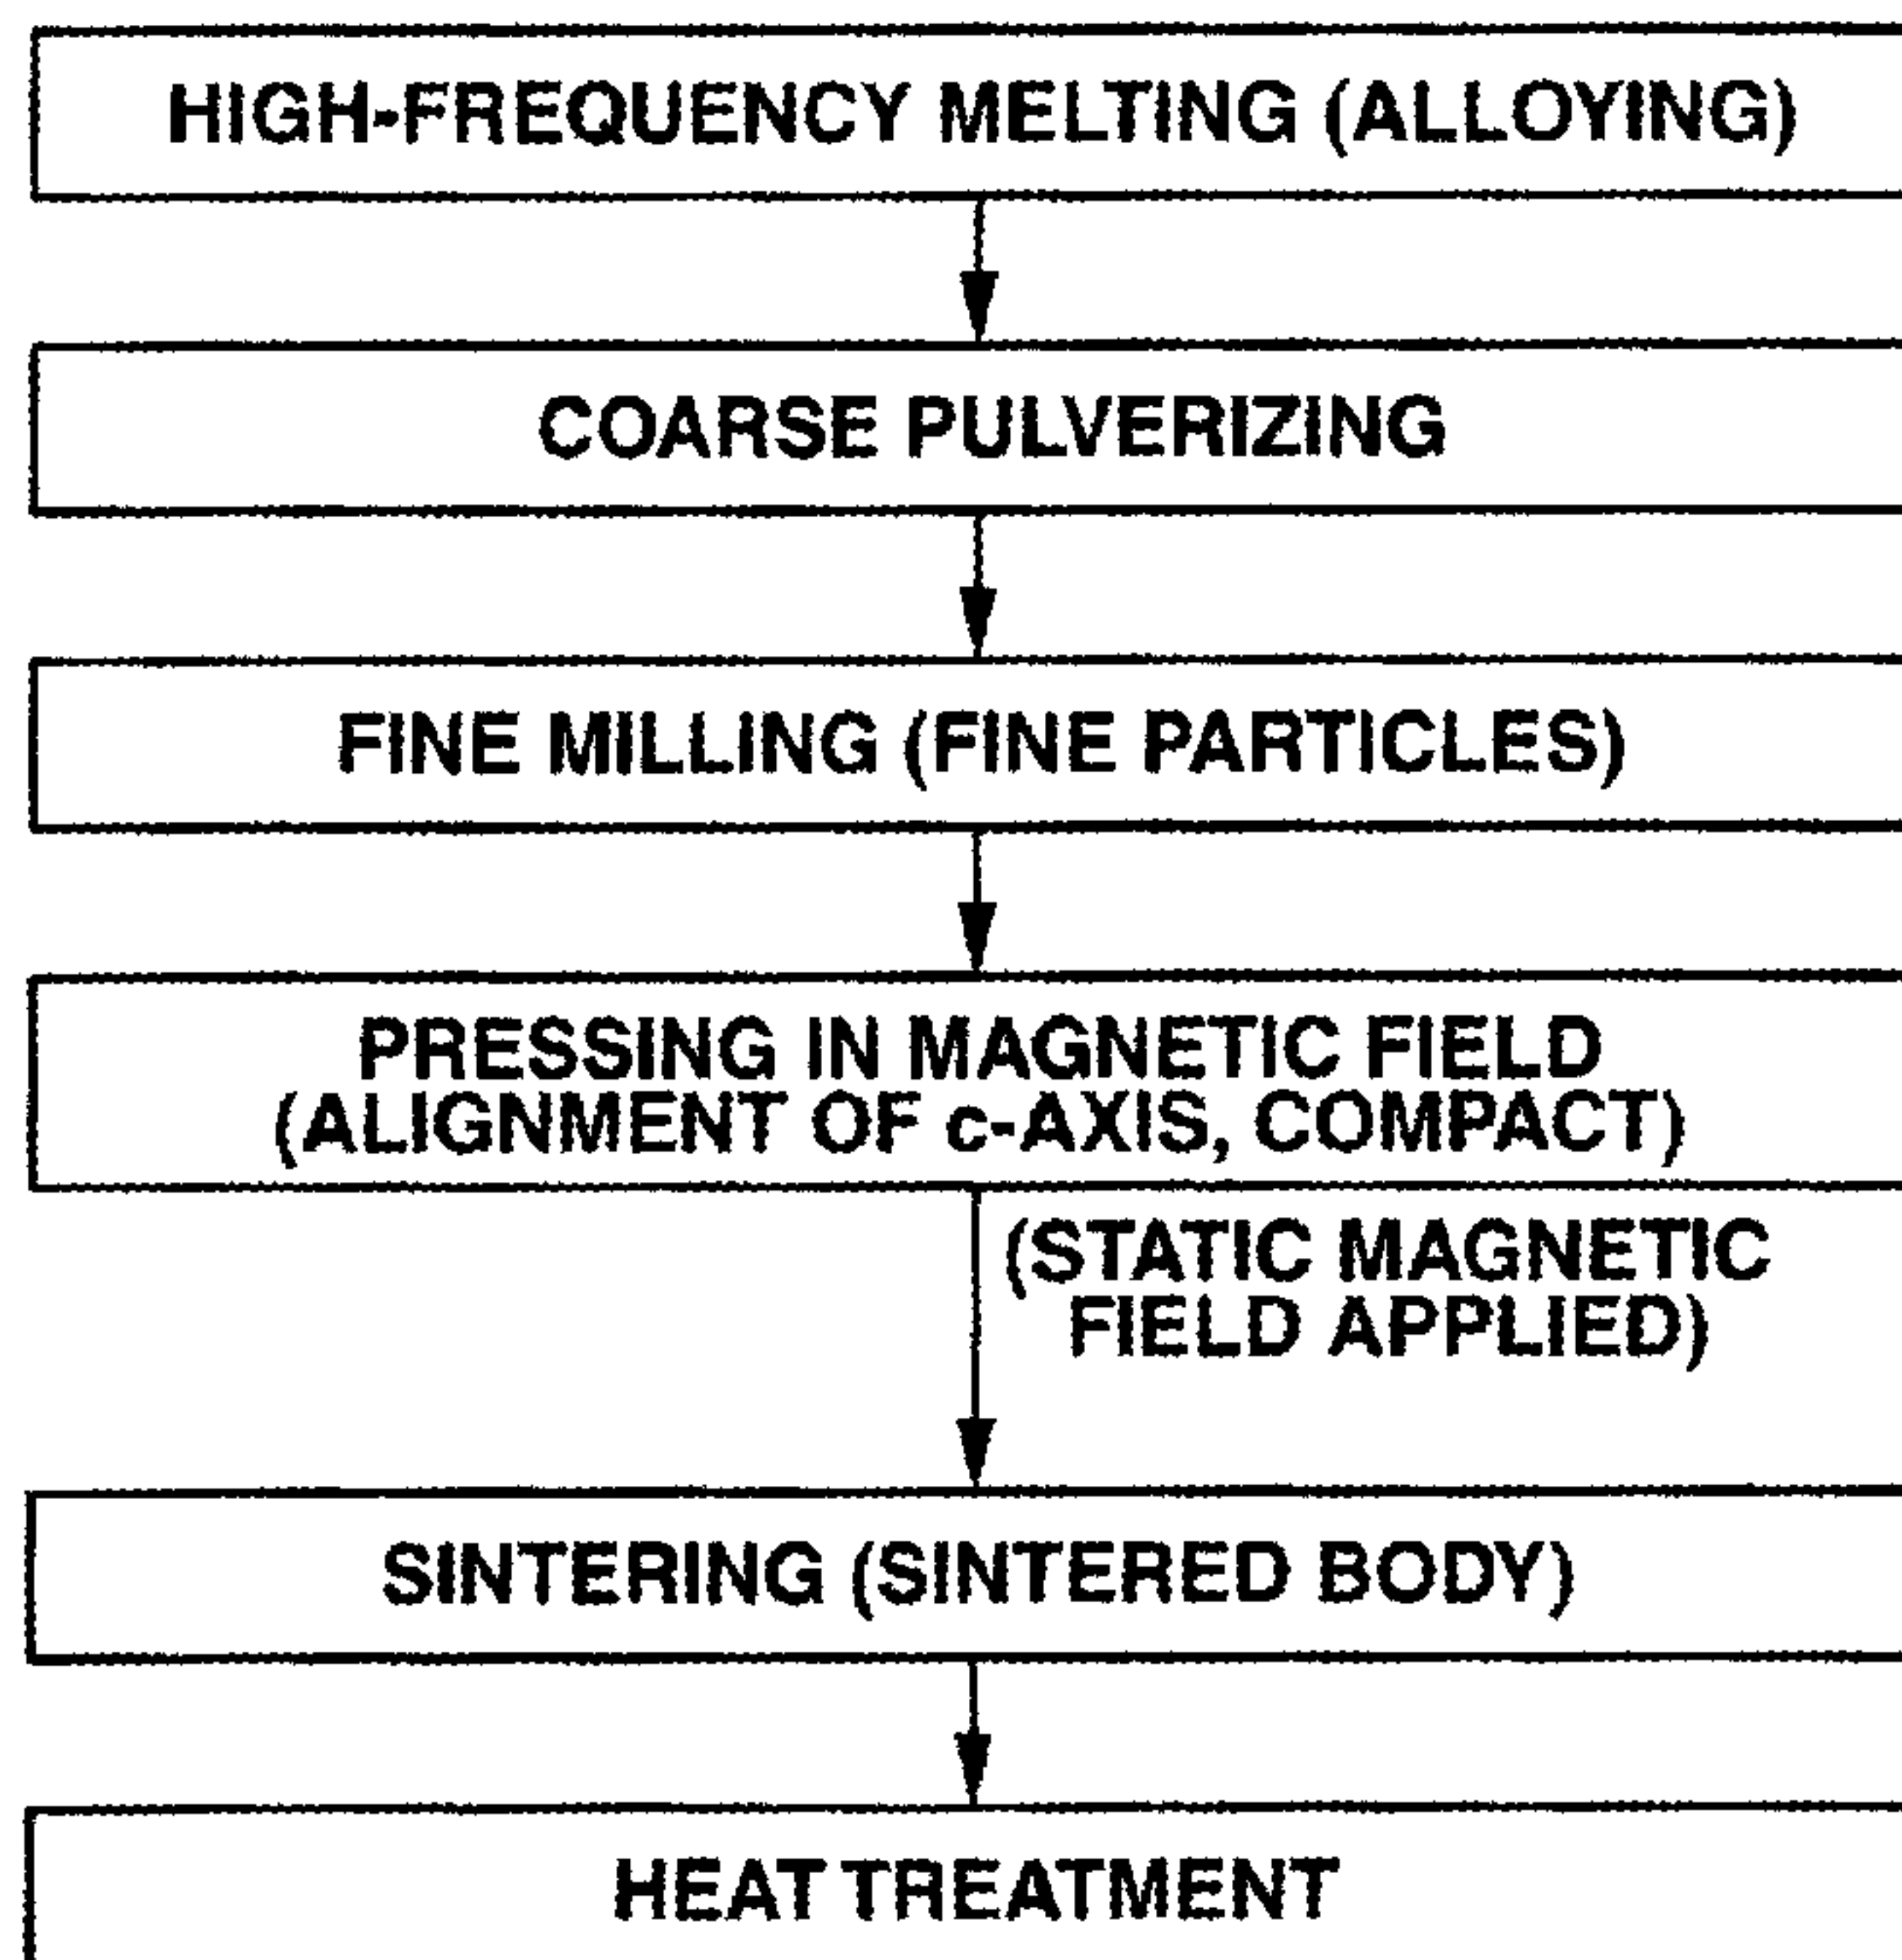 HIGH-FREQUENCY MELTING (ALLOYING)
COARSE PULVERIZING
FINE MILLING (FINE PARTICLES)
PRESSING IN MAGNETIC FIELD
(ALIGNMENT OF c-AXIS, COMPACT)
(STATIC MAGNETIC
FIELD APPLIED)
SINTERING (SINTERED BODY)
HEAT TREATMENT